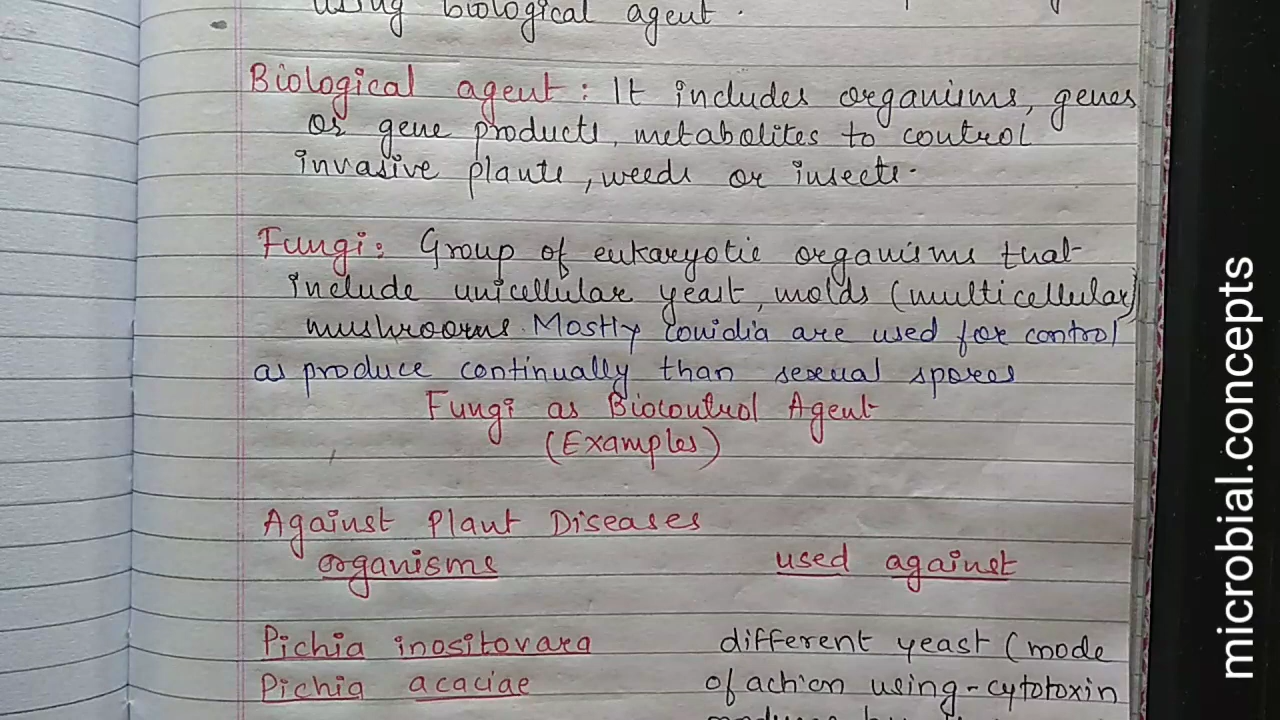 using biological agent.
Biological agent: It includes organisms, genes
or gene products, metabolites to control
invasive plants, weeds or insects.
Fungi: Group of eukaryotic organisms that
include unicellular yeast, molds (multicellular)
mushrooms. Mostly conidia are used for control
as produce continually than sexual spores
Fungi as Biocontrol Agent
(Examples)
Against Plant Diseases
organisms used against
Pichia inositovara different yeast (mode
Pichia acaciae of action using-cytotoxin
microbial.concepts